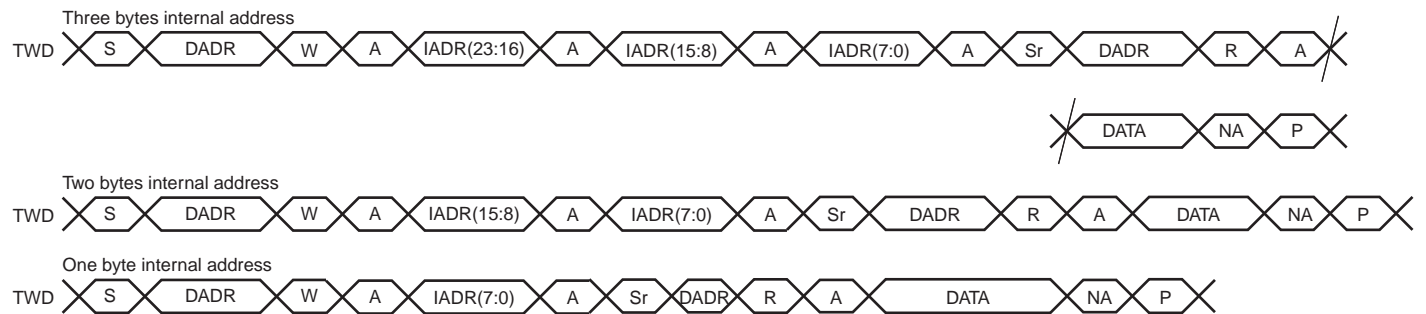 Three bytes internal address
TWD S DADR W A IADR(23:16) A IADR(15:8) A IADR(7:0) A Sr DADR R A
DATA NA P
Two bytes internal address
TWD S DADR W A IADR(15:8) A IADR(7:0) A Sr DADR R A DATA NA P
One byte internal address
TWD S DADR W A IADR(7:0) A Sr DADR R A DATA NA P